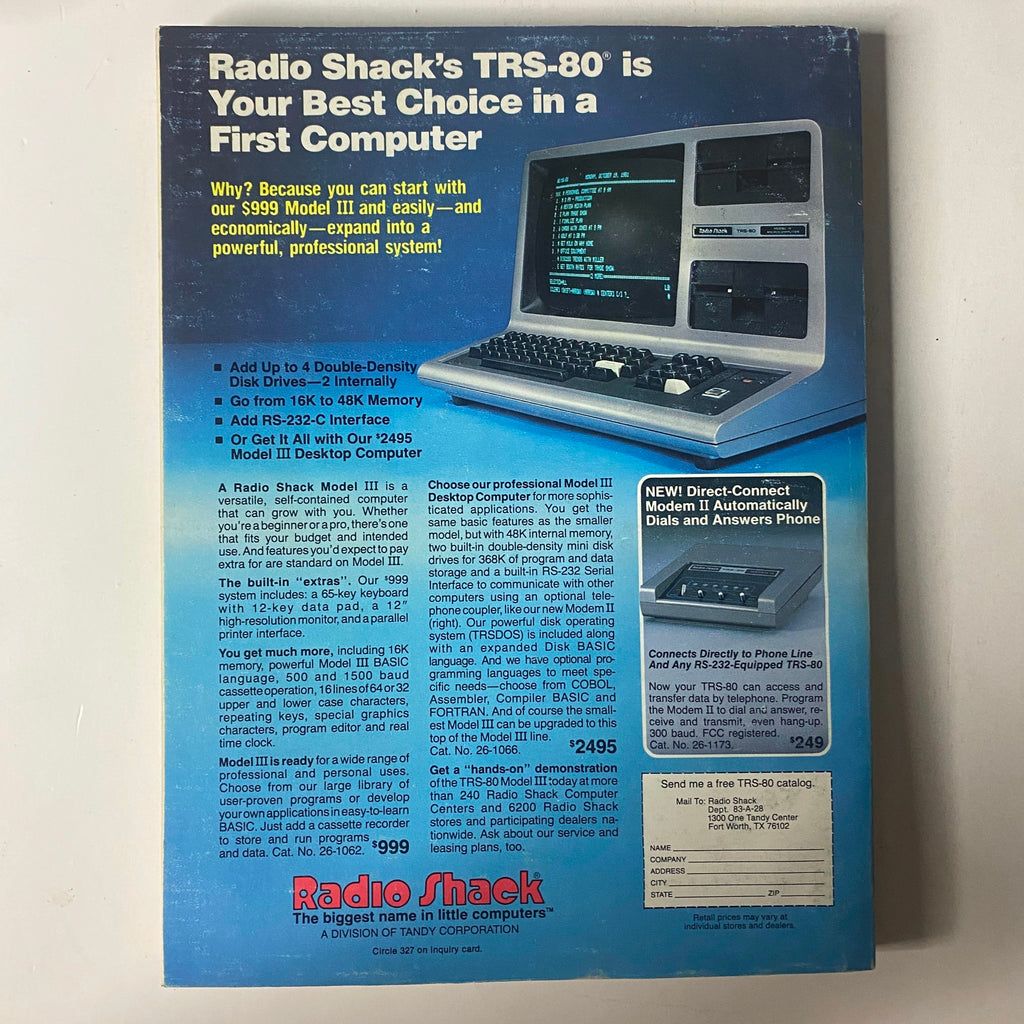 Radio Shack's TRS-80® is
Your Best Choice in a
First Computer
Why? Because you can start with
our $999 Model III and easily—and
economically—expand into a
powerful, professional system!
MONDAY, OCTOBER 19, 1981
Radio Shack TRS-80
■ Add Up to 4 Double-Density
Disk Drives—2 Internally
■ Go from 16K to 48K Memory
■ Add RS-232-C Interface
■ Or Get It All with Our $2495
Model III Desktop Computer
A Radio Shack Model III is a
versatile, self-contained computer
that can grow with you. Whether
you're a beginner or a pro, there's one
that fits your budget and intended
use. And features you'd expect to pay
extra for are standard on Model III.
The built-in "extras". Our $999
system includes: a 65-key keyboard
with 12-key data pad, a 12"
high-resolution monitor, and a parallel
printer interface.
You get much more, including 16K
memory, powerful Model III BASIC
language, 500 and 1500 baud
cassette operation, 16 lines of 64 or 32
upper and lower case characters,
repeating keys, special graphics
characters, program editor and real
time clock.
Model III is ready for a wide range of
professional and personal uses.
Choose from our large library of
user-proven programs or develop
your own applications in easy-to-learn
BASIC. Just add a cassette recorder
to store and run programs
and data. Cat. No. 26-1062. $999
Choose our professional Model III
Desktop Computer for more sophis-
ticated applications. You get the
same basic features as the smaller
model, but with 48K internal memory,
two built-in double-density mini disk
drives for 368K of program and data
storage and a built-in RS-232 Serial
Interface to communicate with other
computers using an optional tele-
phone coupler, like our new Modem II
(right). Our powerful disk operating
system (TRSDOS) is included along
with an expanded Disk BASIC
language. And we have optional pro-
gramming languages to meet spe-
cific needs—choose from COBOL,
Assembler, Compiler BASIC and
FORTRAN. And of course the small-
est Model III can be upgraded to this
top of the Model III line.
Cat. No. 26-1066. $2495
Get a "hands-on" demonstration
of the TRS-80 Model III today at more
than 240 Radio Shack Computer
Centers and 6200 Radio Shack
stores and participating dealers na-
tionwide. Ask about our service and
leasing plans, too.
NEW! Direct-Connect
Modem II Automatically
Dials and Answers Phone
Connects Directly to Phone Line
And Any RS-232-Equipped TRS-80
Now your TRS-80 can access and
transfer data by telephone. Program
the Modem II to dial and answer, re-
ceive and transmit, even hang-up.
300 baud. FCC registered.
Cat. No. 26-1173. $249
Send me a free TRS-80 catalog.
Mail To: Radio Shack
Dept. 83-A-28
1300 One Tandy Center
Fort Worth, TX 76102
NAME
COMPANY
ADDRESS
CITY
STATE ZIP
Retail prices may vary at
individual stores and dealers.
Radio Shack®
The biggest name in little computers™
A DIVISION OF TANDY CORPORATION
Circle 327 on inquiry card.